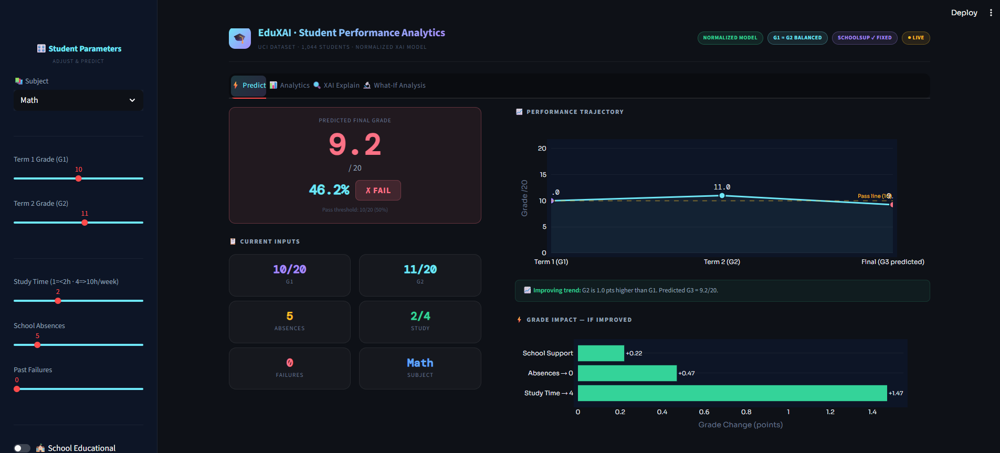 Deploy
Student Parameters
ADJUST & PREDICT
Subject
Math
Term 1 Grade (G1)
10
Term 2 Grade (G2)
11
Study Time (1=<2h · 4=>10h/week)
2
School Absences
5
Past Failures
0
School Educational
EduXAI · Student Performance Analytics
UCI DATASET · 1,044 STUDENTS · NORMALIZED XAI MODEL
NORMALIZED MODEL
G1 = G2 BALANCED
SCHOOLSUP ✓ FIXED
● LIVE
Predict
Analytics
XAI Explain
What-If Analysis
PREDICTED FINAL GRADE
9.2
/ 20
46.2%
✗ FAIL
Pass threshold: 10/20 (50%)
CURRENT INPUTS
10/20
G1
11/20
G2
5
ABSENCES
2/4
STUDY
0
FAILURES
Math
SUBJECT
PERFORMANCE TRAJECTORY
Grade /20
20
15
10
5
0
.0
11.0
Pass line
Term 1 (G1)
Term 2 (G2)
Final (G3 predicted)
Improving trend: G2 is 1.0 pts higher than G1. Predicted G3 = 9.2/20.
GRADE IMPACT — IF IMPROVED
School Support
+0.22
Absences → 0
+0.47
Study Time → 4
+1.47
0
0.2
0.4
0.6
0.8
1
1.2
1.4
Grade Change (points)